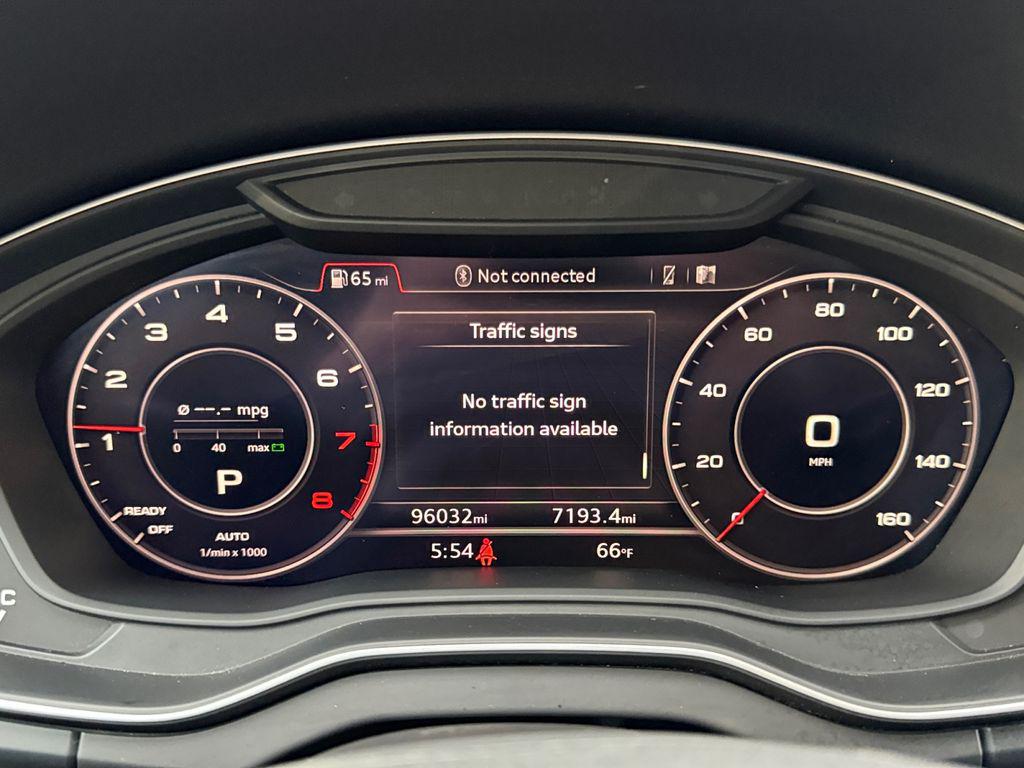 65 mi
Not connected
Traffic signs
No traffic sign
information available
96032mi
7193.4mi
5:54
66°F
READY
OFF
1
2
3
4
5
6
7
8
Ø --.- mpg
0 40 max
P
AUTO
1/min x 1000
0
20
40
60
80
100
120
140
160
0
MPH
C